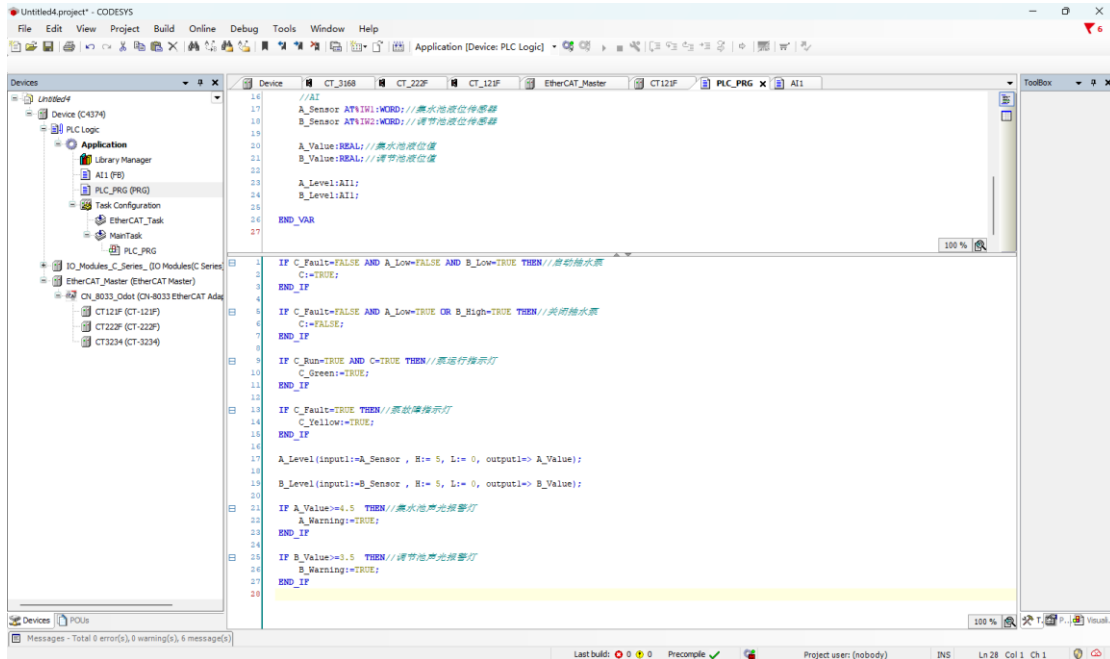 Untitled4.project* - CODESYS
File Edit View Project Build Online Debug Tools Window Help
6
Application [Device: PLC Logic]
Devices
Device CT_3168 CT_222F CT_121F EtherCAT_Master CT121F PLC_PRG AI1
ToolBox
Untitled4
Device (C4374)
PLC Logic
Application
Library Manager
AI1 (FB)
PLC_PRG (PRG)
Task Configuration
EtherCAT_Task
MainTask
PLC_PRG
IO_Modules_C_Series_ (IO Modules(C Series
EtherCAT_Master (EtherCAT Master)
CN_8033_Odot (CN-8033 EtherCAT Adap
CT121F (CT-121F)
CT222F (CT-222F)
CT3234 (CT-3234)
16 //AI
17 A_Sensor AT%IW1:WORD;//集水池液位传感器
18 B_Sensor AT%IW2:WORD;//调节池液位传感器
19
20 A_Value:REAL;//集水池液位值
21 B_Value:REAL;//调节池液位值
22
23 A_Level:AI1;
24 B_Level:AI1;
25
26 END_VAR
27
100 %
1 IF C_Fault=FALSE AND A_Low=FALSE AND B_Low=TRUE THEN//启动抽水泵
2 C:=TRUE;
3 END_IF
4
5 IF C_Fault=FALSE AND A_Low=TRUE OR B_High=TRUE THEN//关闭抽水泵
6 C:=FALSE;
7 END_IF
8
9 IF C_Run=TRUE AND C=TRUE THEN//泵运行指示灯
10 C_Green:=TRUE;
11 END_IF
12
13 IF C_Fault=TRUE THEN//泵故障指示灯
14 C_Yellow:=TRUE;
15 END_IF
16
17 A_Level(input1:=A_Sensor , H:= 5, L:= 0, output1=> A_Value);
18
19 B_Level(input1:=B_Sensor , H:= 5, L:= 0, output1=> B_Value);
20
21 IF A_Value>=4.5 THEN//集水池声光报警灯
22 A_Warning:=TRUE;
23 END_IF
24
25 IF B_Value>=3.5 THEN//调节池声光报警灯
26 B_Warning:=TRUE;
27 END_IF
28
100 %
Devices POUs
T... P... Visuali...
Messages - Total 0 error(s), 0 warning(s), 6 message(s)
Last build: 0 0 Precompile Project user: (nobody) INS Ln 28 Col 1 Ch 1